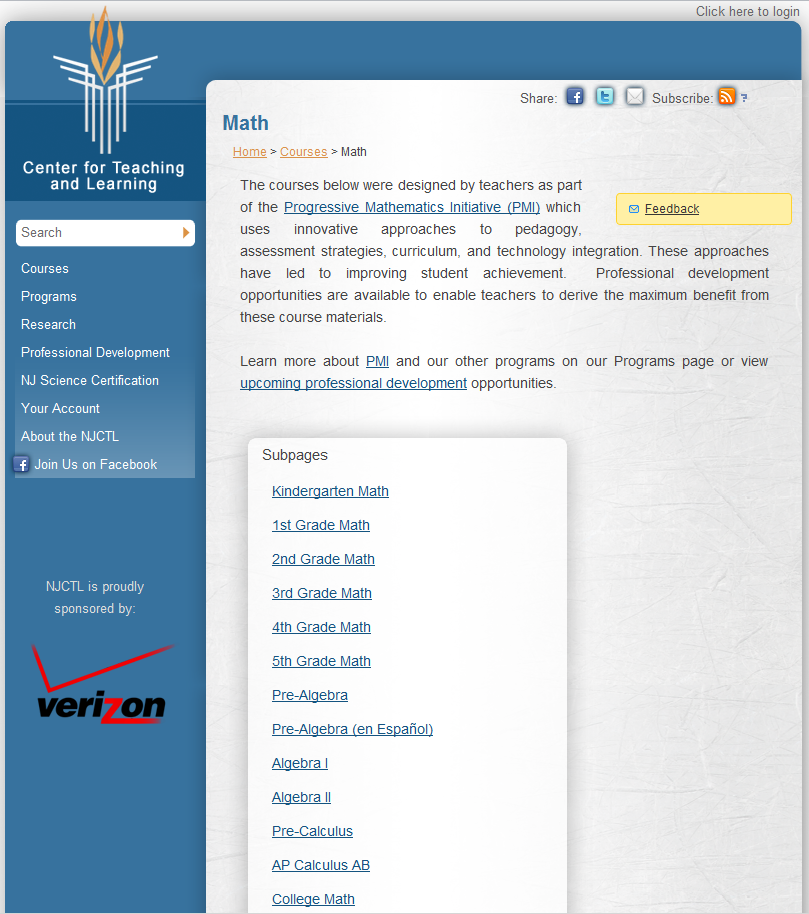 Click here to login
Center for Teaching
and Learning
Share:
Subscribe:
?
Math
Home > Courses > Math
The courses below were designed by teachers as part
of the Progressive Mathematics Initiative (PMI) which
uses innovative approaches to pedagogy,
assessment strategies, curriculum, and technology integration. These approaches
have led to improving student achievement. Professional development
opportunities are available to enable teachers to derive the maximum benefit from
these course materials.
Feedback
Learn more about PMI and our other programs on our Programs page or view
upcoming professional development opportunities.
Search
Courses
Programs
Research
Professional Development
NJ Science Certification
Your Account
About the NJCTL
Join Us on Facebook
NJCTL is proudly
sponsored by:
verizon
Subpages
Kindergarten Math
1st Grade Math
2nd Grade Math
3rd Grade Math
4th Grade Math
5th Grade Math
Pre-Algebra
Pre-Algebra (en Español)
Algebra I
Algebra II
Pre-Calculus
AP Calculus AB
College Math